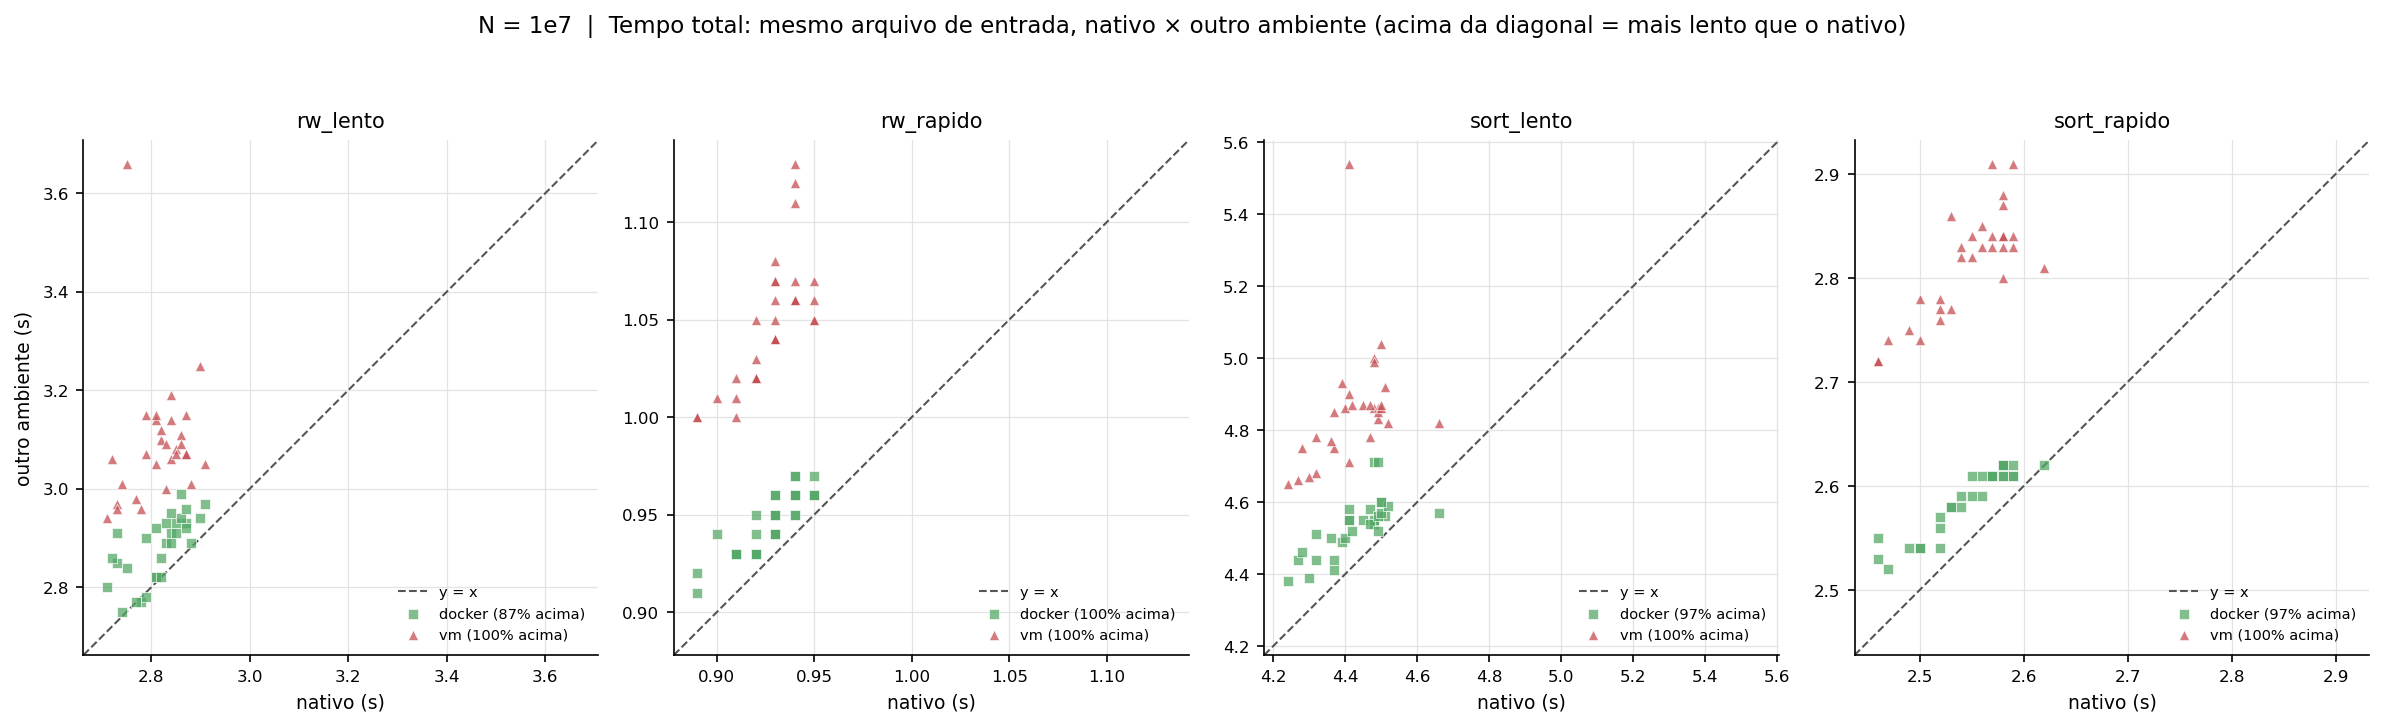 N = 1e7 | Tempo total: mesmo arquivo de entrada, nativo × outro ambiente (acima da diagonal = mais lento que o nativo)
rw_lento
outro ambiente (s)
3.6
3.4
3.2
3.0
2.8
2.8 3.0 3.2 3.4 3.6
nativo (s)
y = x
docker (87% acima)
vm (100% acima)
rw_rapido
1.10
1.05
1.00
0.95
0.90
0.90 0.95 1.00 1.05 1.10
nativo (s)
y = x
docker (100% acima)
vm (100% acima)
sort_lento
5.6
5.4
5.2
5.0
4.8
4.6
4.4
4.2
4.2 4.4 4.6 4.8 5.0 5.2 5.4 5.6
nativo (s)
y = x
docker (97% acima)
vm (100% acima)
sort_rapido
2.9
2.8
2.7
2.6
2.5
2.5 2.6 2.7 2.8 2.9
nativo (s)
y = x
docker (97% acima)
vm (100% acima)